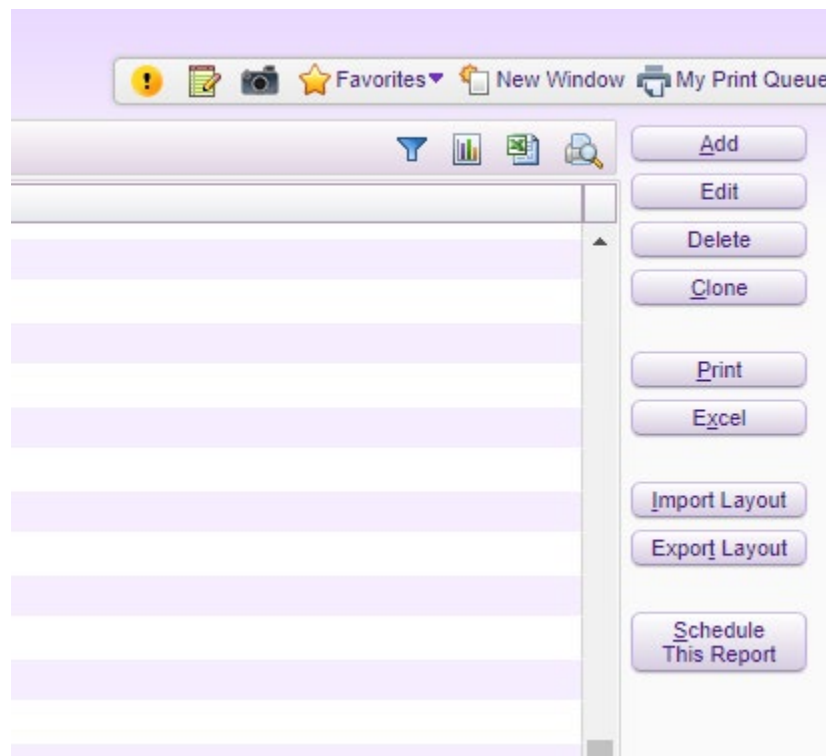 Favorites New Window My Print Queue
Add
Edit
Delete
Clone
Print
Excel
Import Layout
Export Layout
Schedule
This Report